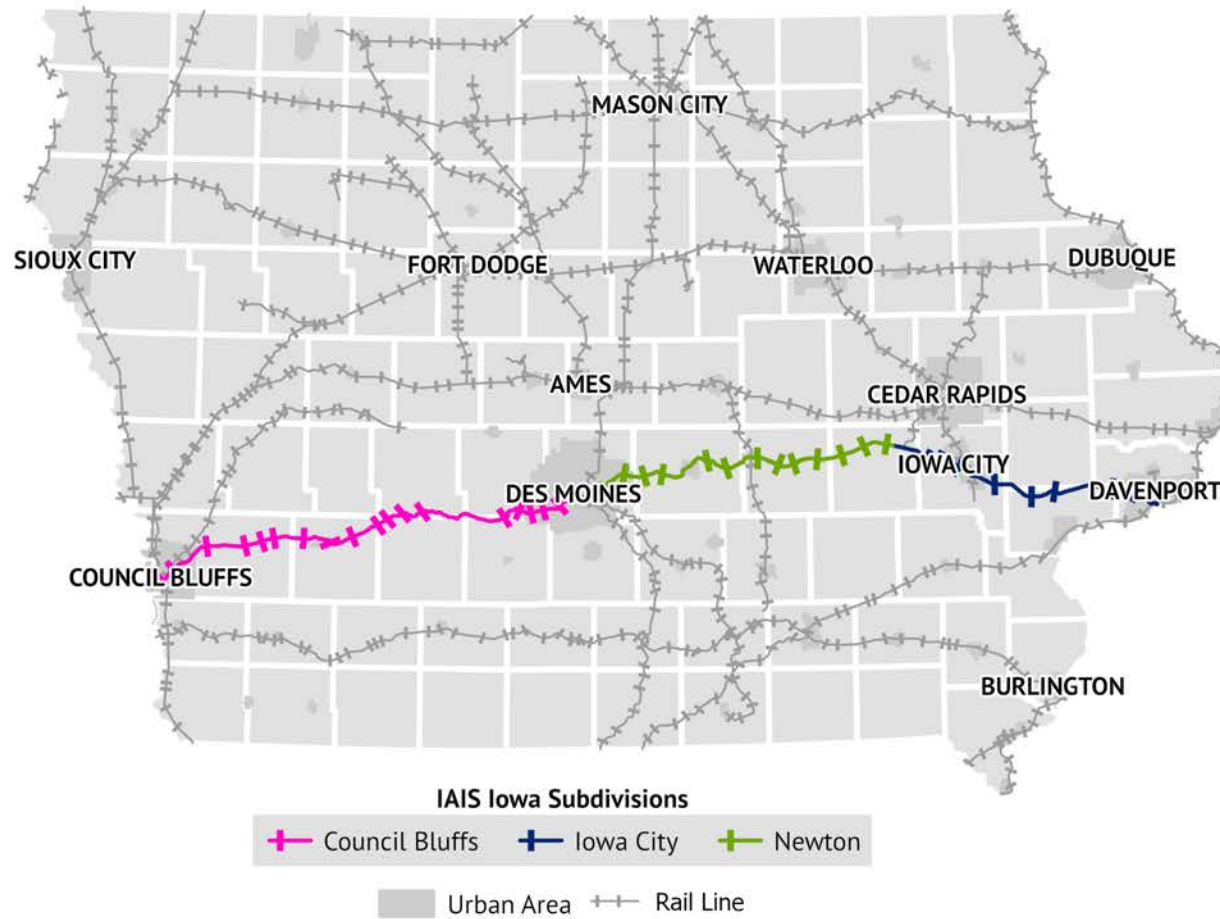 MASON CITY
SIOUX CITY
FORT DODGE
WATERLOO
DUBUQUE
AMES
CEDAR RAPIDS
IOWA CITY
DES MOINES
DAVENPORT
COUNCIL BLUFFS
BURLINGTON
IAIS Iowa Subdivisions
Council Bluffs
Iowa City
Newton
Urban Area
Rail Line